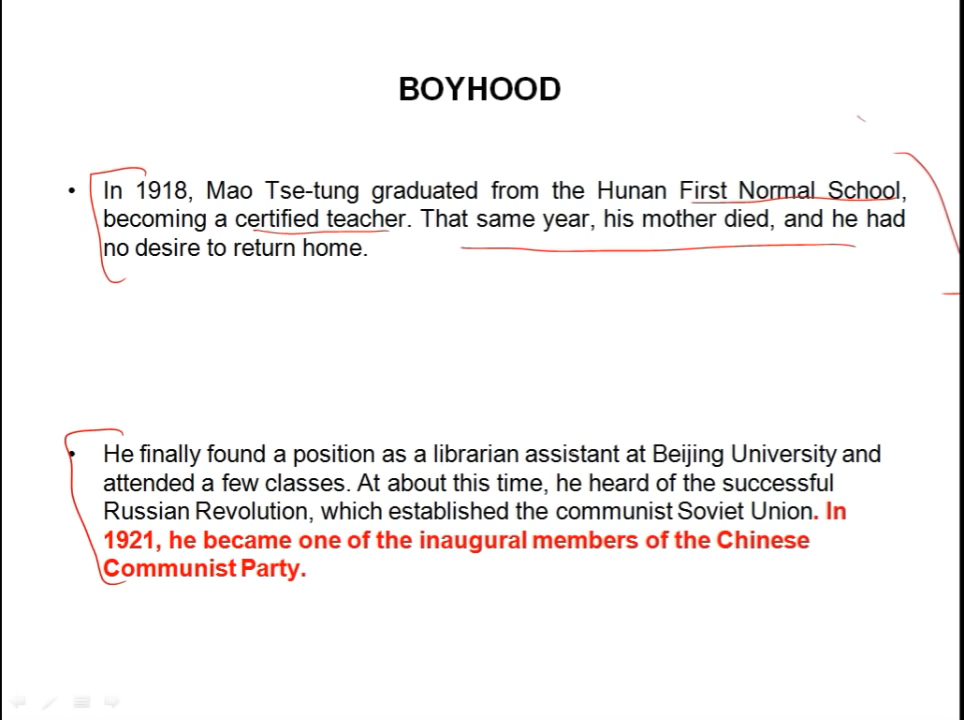 BOYHOOD
• In 1918, Mao Tse-tung graduated from the Hunan First Normal School,
becoming a certified teacher. That same year, his mother died, and he had
no desire to return home.
• He finally found a position as a librarian assistant at Beijing University and
attended a few classes. At about this time, he heard of the successful
Russian Revolution, which established the communist Soviet Union. In
1921, he became one of the inaugural members of the Chinese
Communist Party.